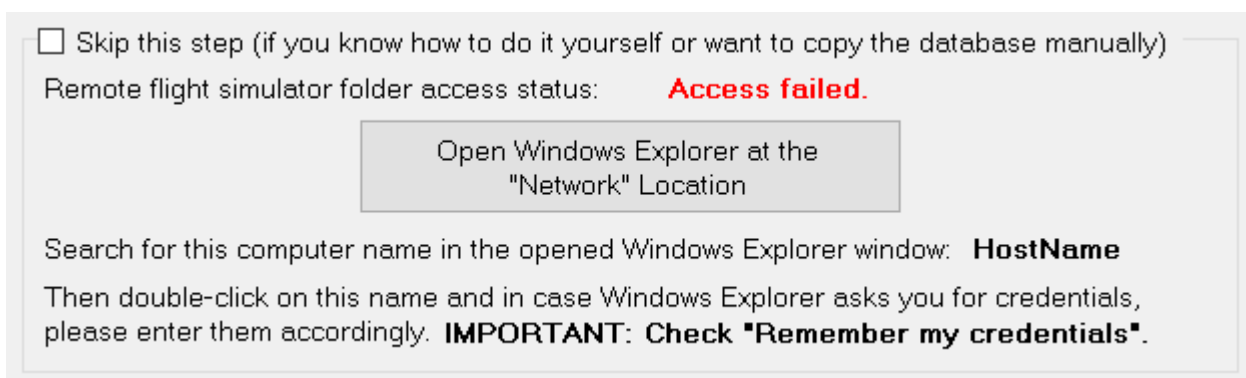 Skip this step (if you know how to do it yourself or want to copy the database manually)
Remote flight simulator folder access status: Access failed.
Open Windows Explorer at the
"Network" Location
Search for this computer name in the opened Windows Explorer window: HostName
Then double-click on this name and in case Windows Explorer asks you for credentials,
please enter them accordingly. IMPORTANT: Check "Remember my credentials".